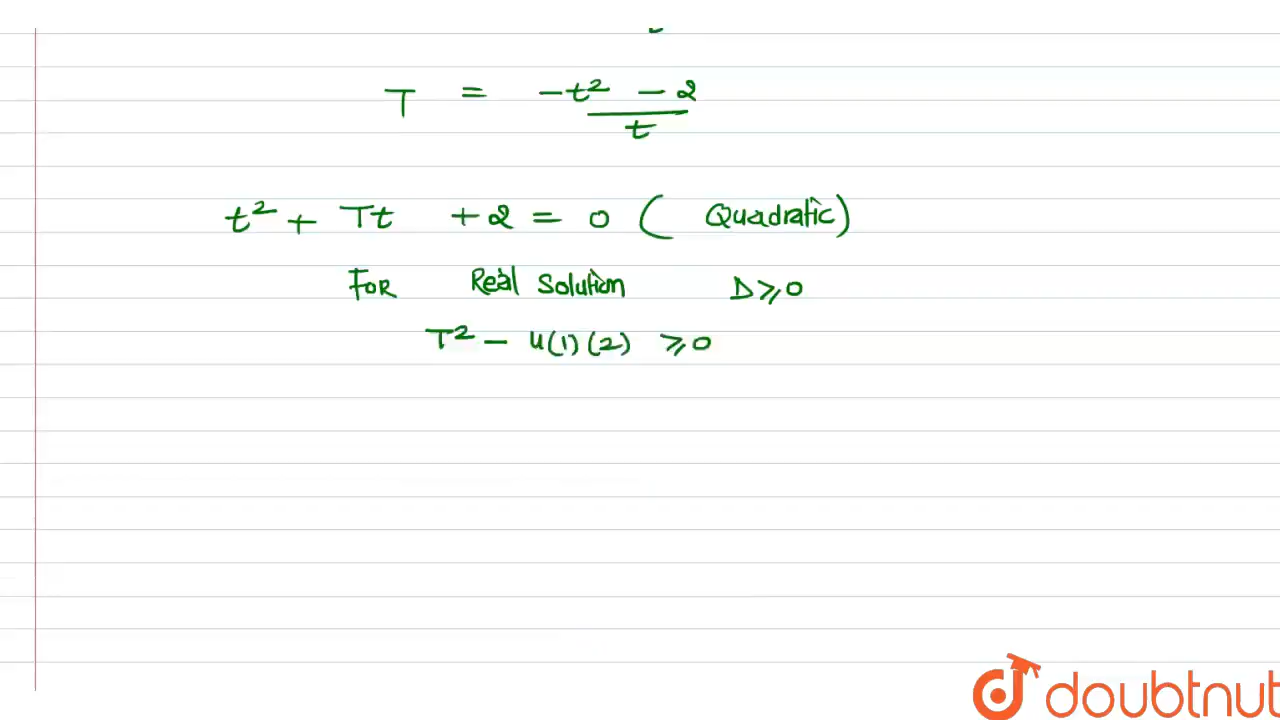 T = -t² - 2
t
t² + Tt + 2 = 0 ( Quadratic)
FOR Real Solution D ⩾ 0
T² - 4(1)(2) ⩾ 0
doubtnut